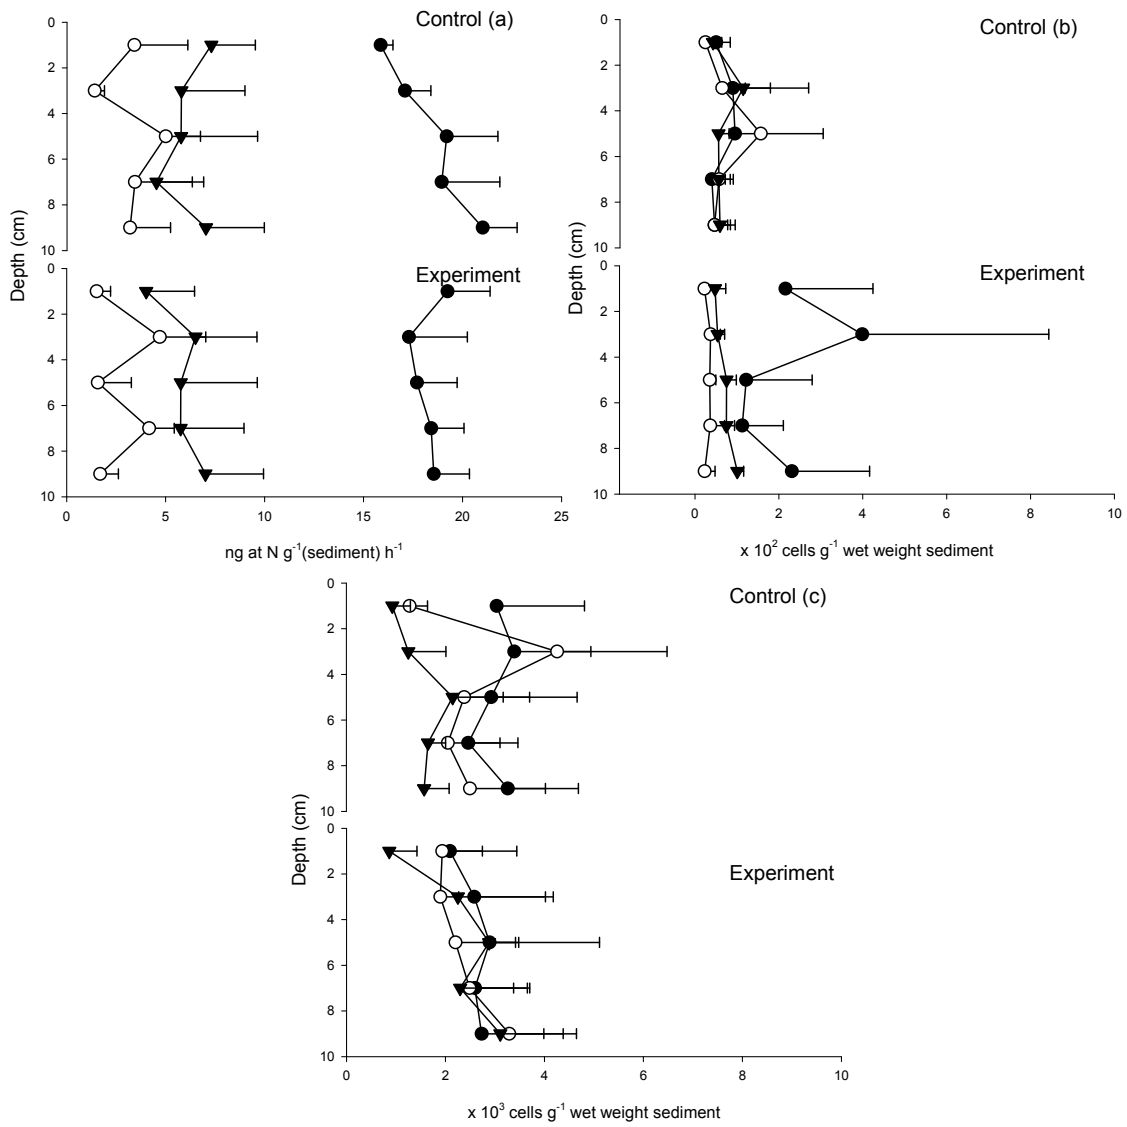 Control (a)
0
2
4
6
8
10
Experiment
0
2
4
6
8
10
Depth (cm)
0 5 10 15 20 25
ng at N g⁻¹(sediment) h⁻¹
Control (b)
0
2
4
6
8
10
Experiment
0
2
4
6
8
10
Depth (cm)
0 2 4 6 8 10
x 10² cells g⁻¹ wet weight sediment
Control (c)
0
2
4
6
8
10
Experiment
0
2
4
6
8
10
Depth (cm)
0 2 4 6 8 10
x 10³ cells g⁻¹ wet weight sediment